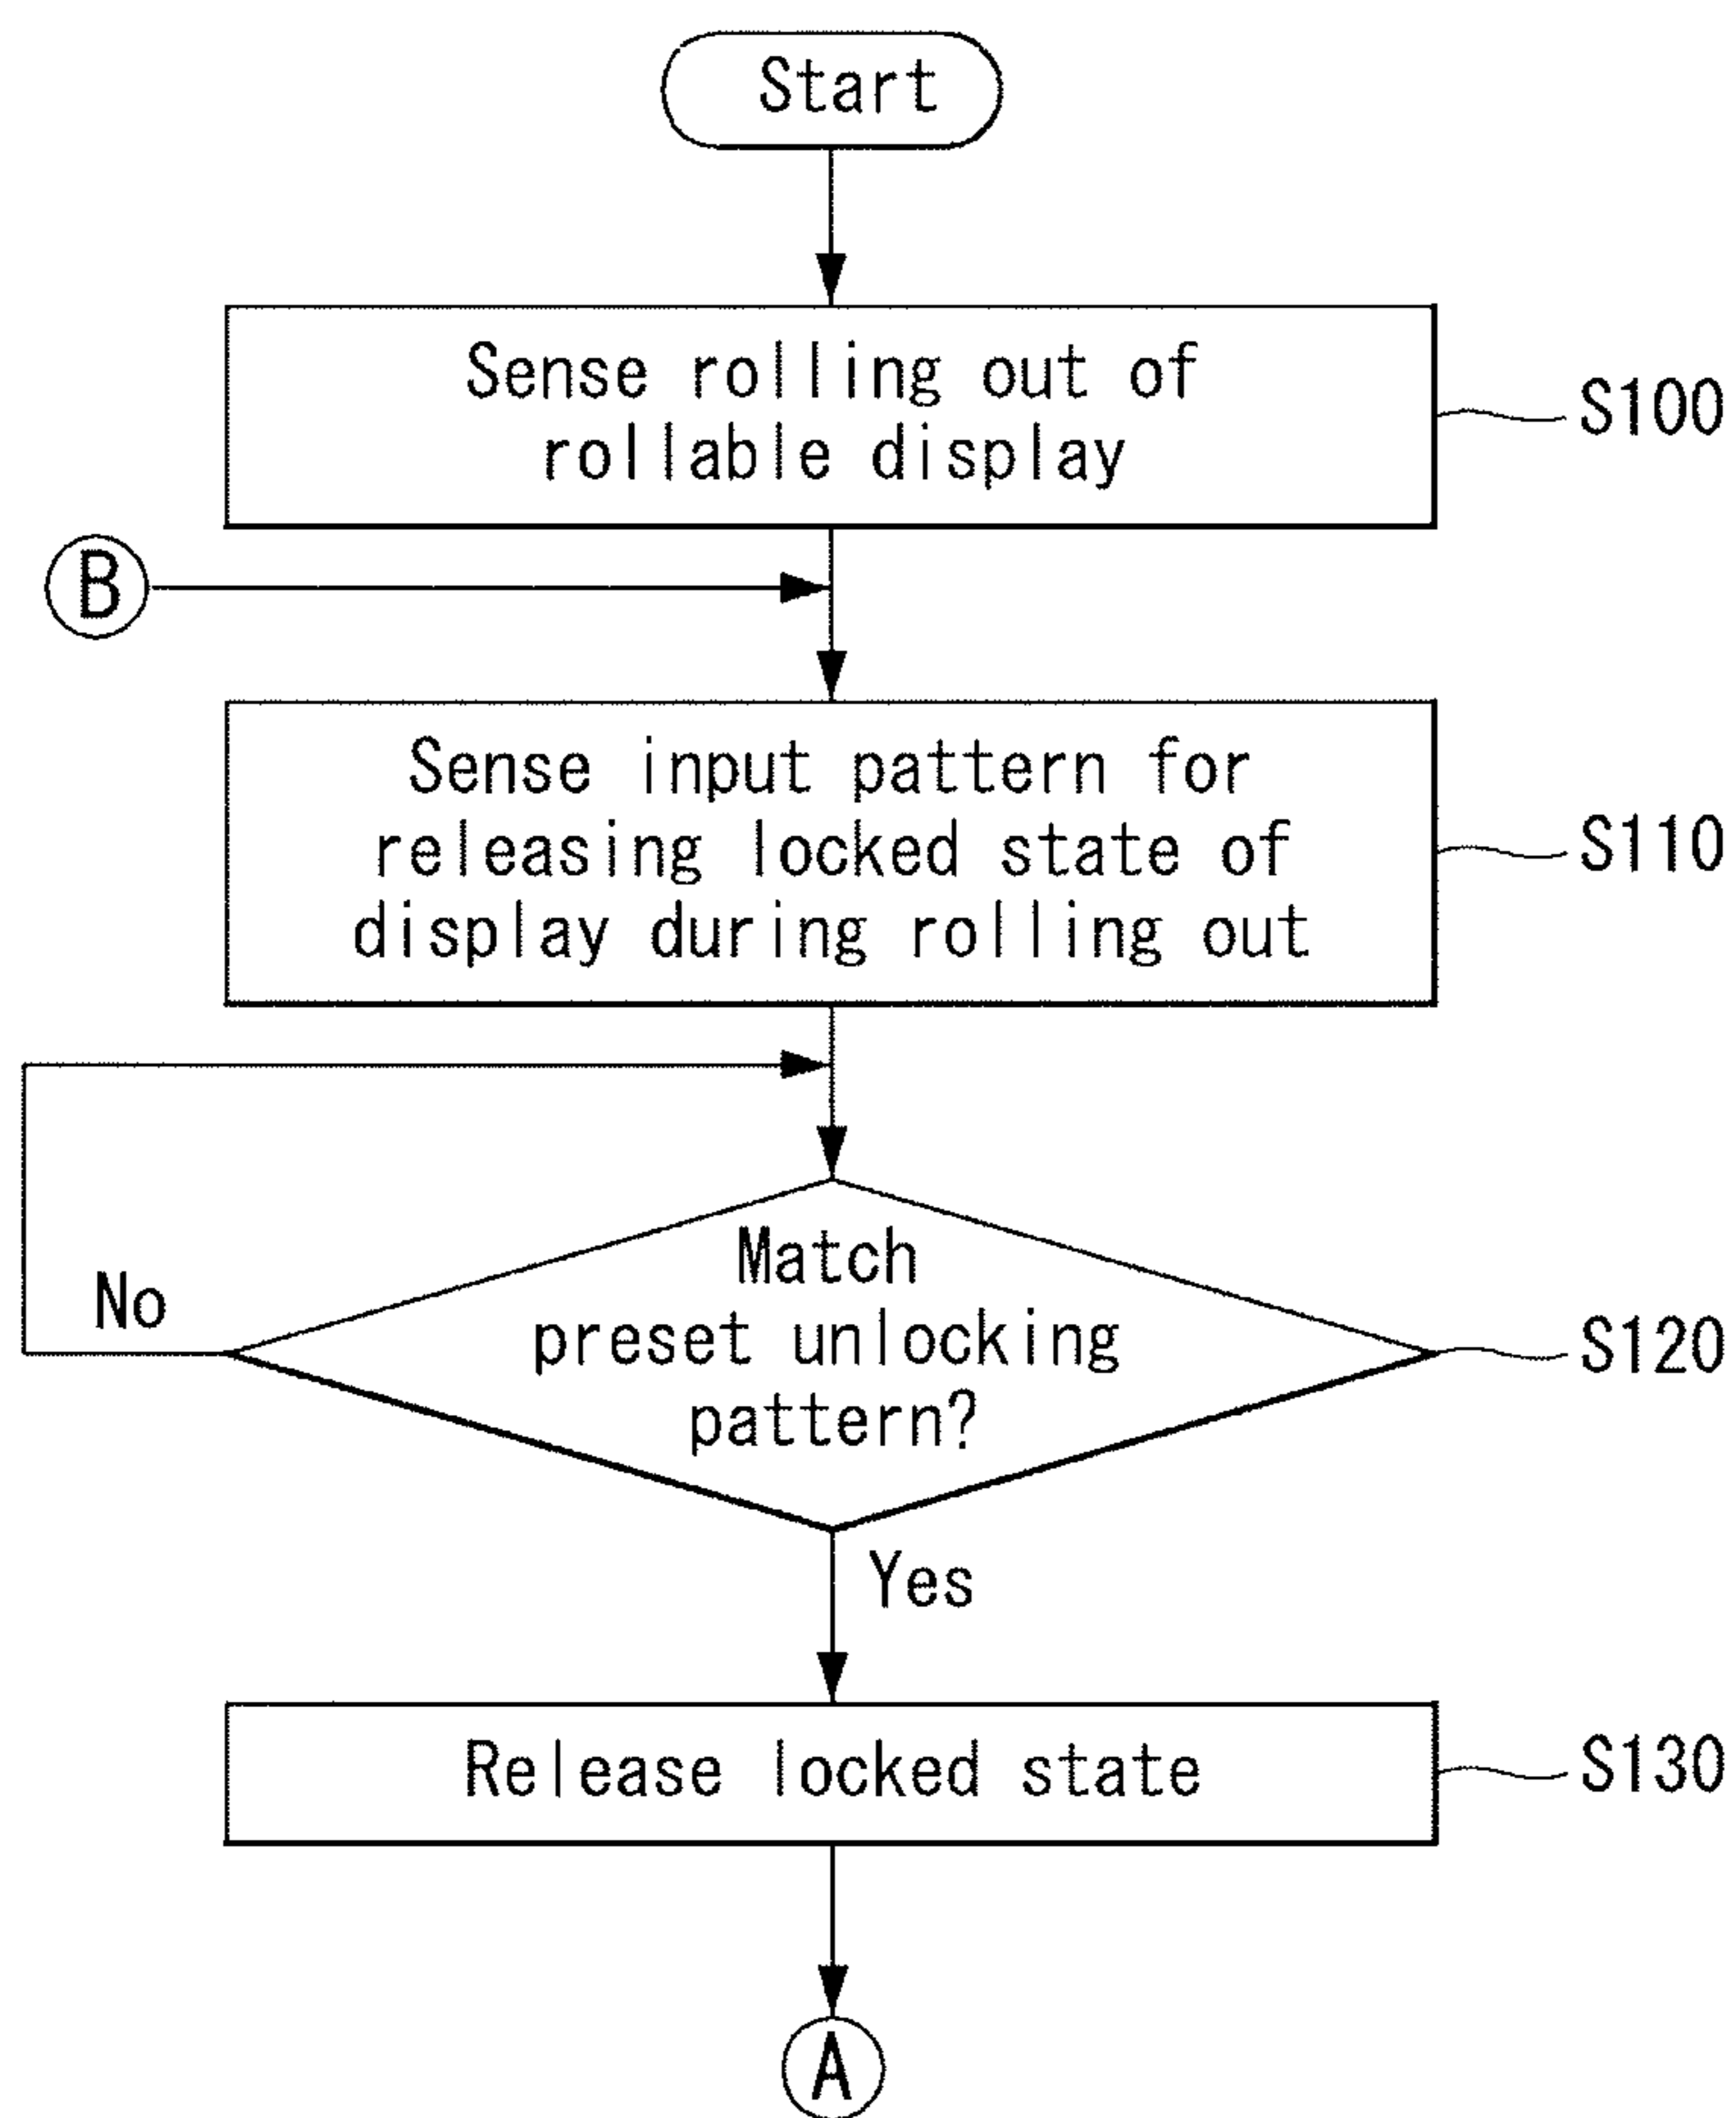 Start
Sense rolling out of
rollable display
S100
B
Sense input pattern for
releasing locked state of
display during rolling out
S110
Match
preset unlocking
pattern?
No
S120
Yes
Release locked state
S130
A